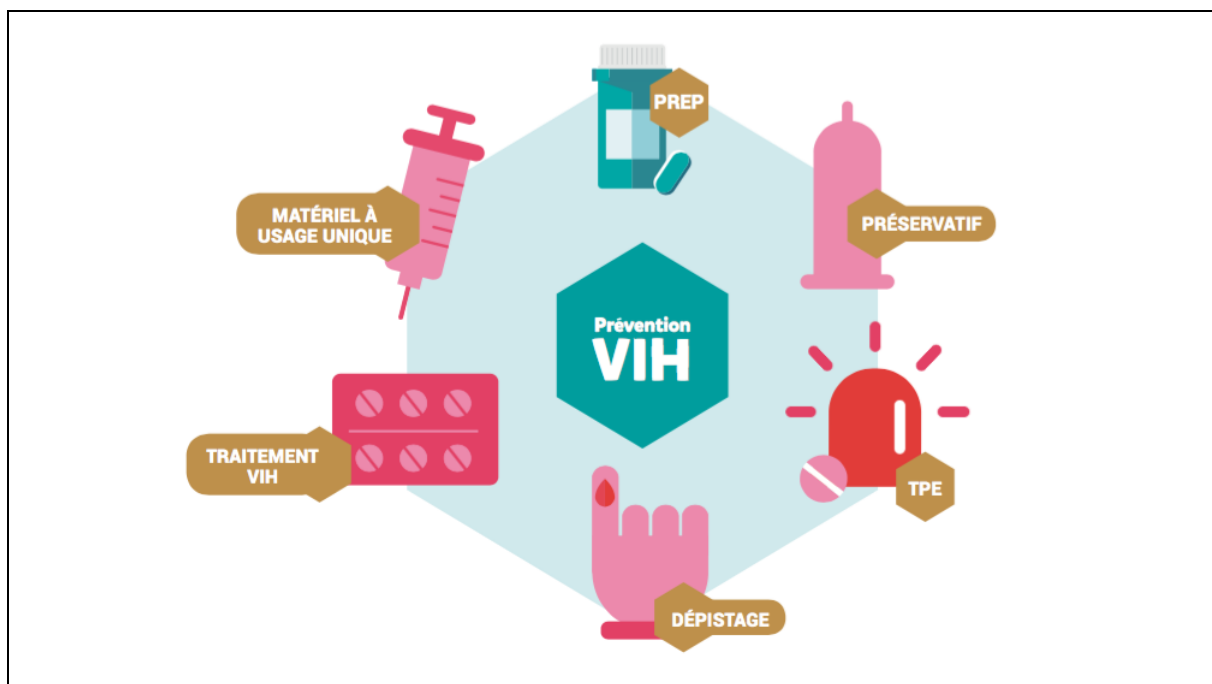 PREP
MATÉRIEL À
USAGE UNIQUE
PRÉSERVATIF
Prévention
VIH
TRAITEMENT
VIH
TPE
DÉPISTAGE